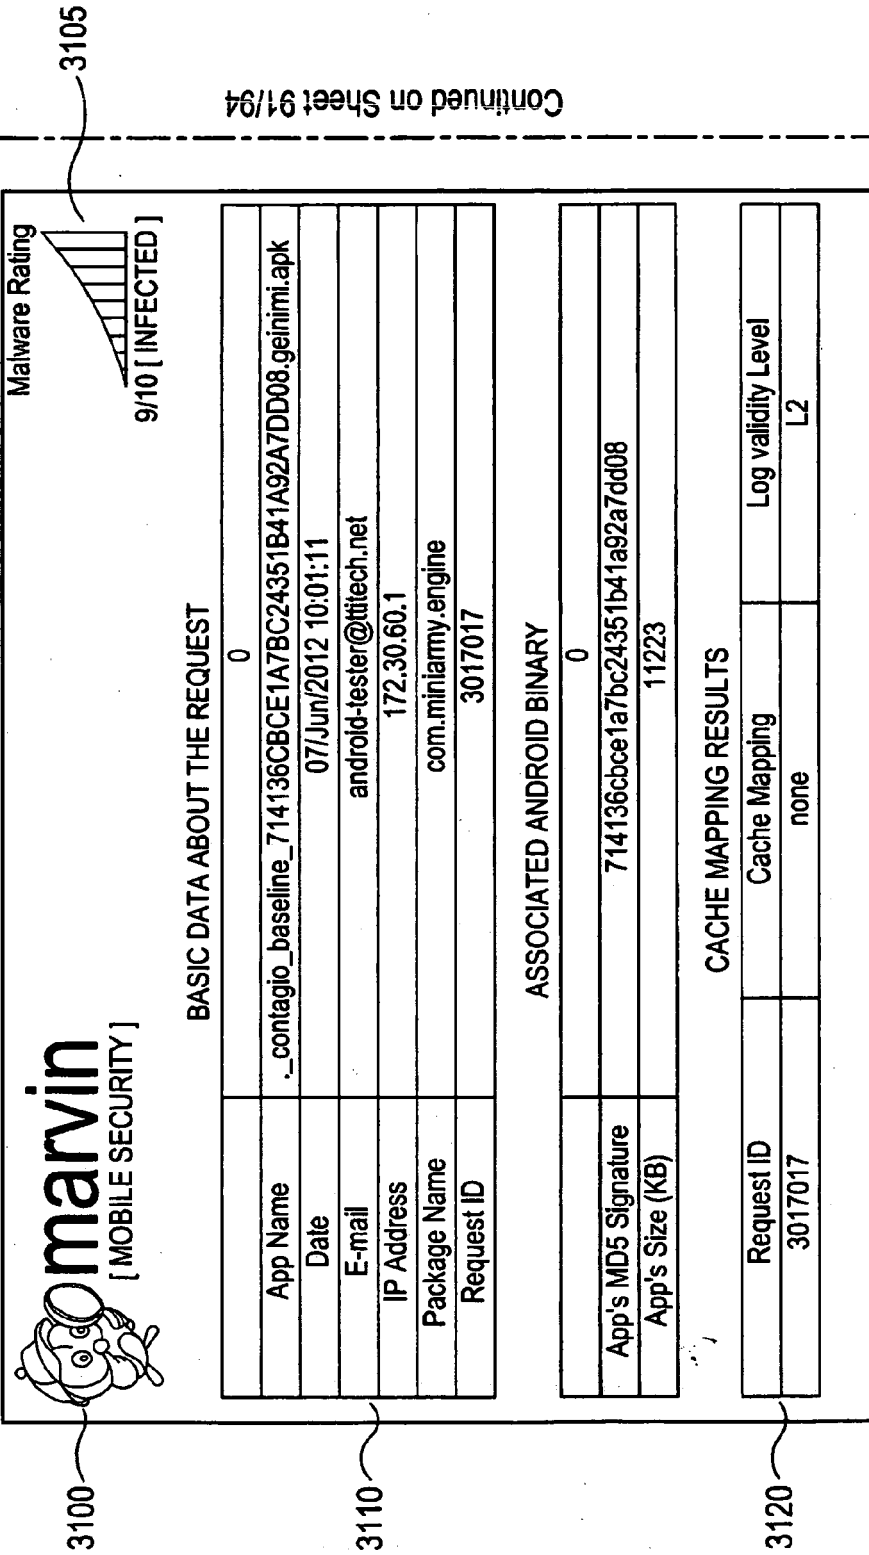 3100
3105
marvin
[ MOBILE SECURITY ]
Malware Rating
9/10 [ INFECTED ]
BASIC DATA ABOUT THE REQUEST
3110
0
App Name ._contagio_baseline_714136CBCE1A7BC24351B41A92A7DD08.geinimi.apk
Date 07/Jun/2012 10:01:11
E-mail android-tester@ttitech.net
IP Address 172.30.60.1
Package Name com.miniarmy.engine
Request ID 3017017
ASSOCIATED ANDROID BINARY
0
App's MD5 Signature 714136cbce1a7bc24351b41a92a7dd08
App's Size (KB) 11223
CACHE MAPPING RESULTS
3120
Request ID Cache Mapping Log validity Level
3017017 none L2
Continued on Sheet 91/94